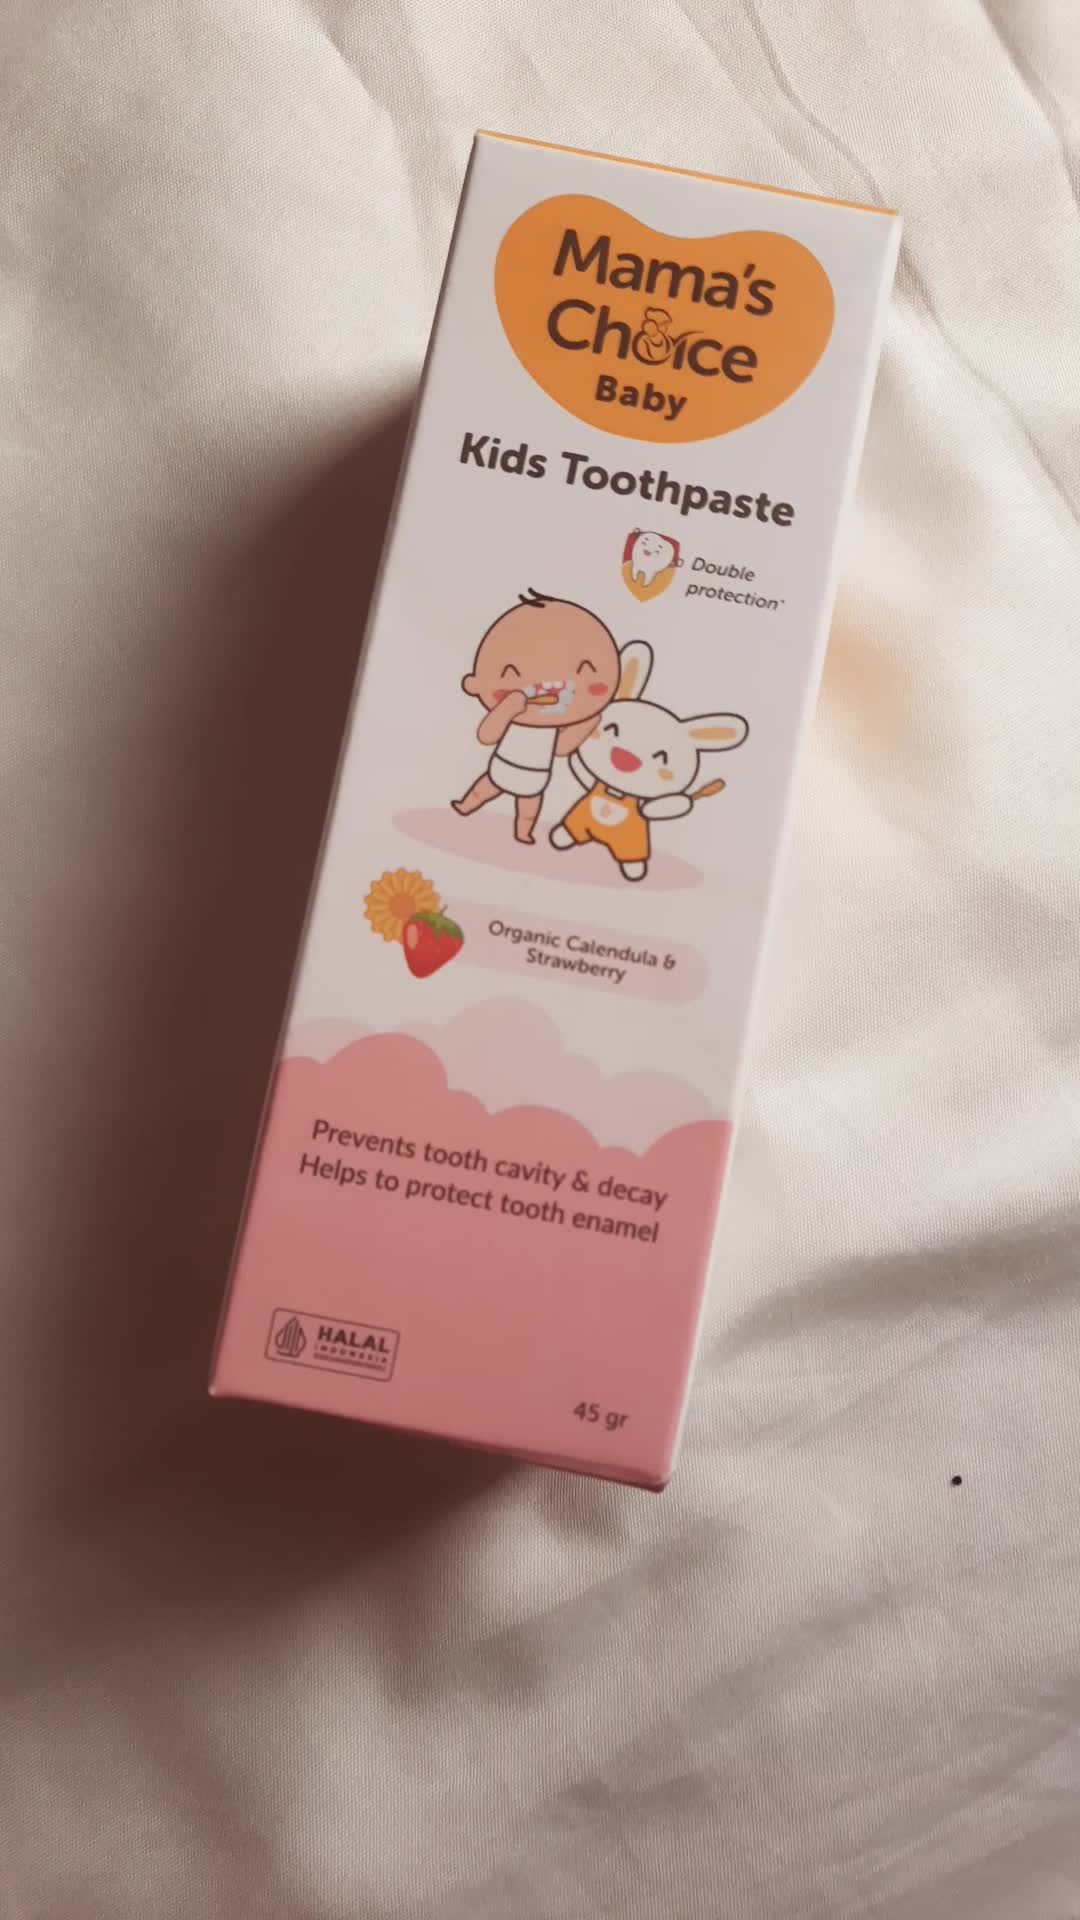 Mama's
Choice
Baby
Kids Toothpaste
Double
protection*
Organic Calendula &
Strawberry
Prevents tooth cavity & decay
Helps to protect tooth enamel
HALAL
INDONESIA
45 gr